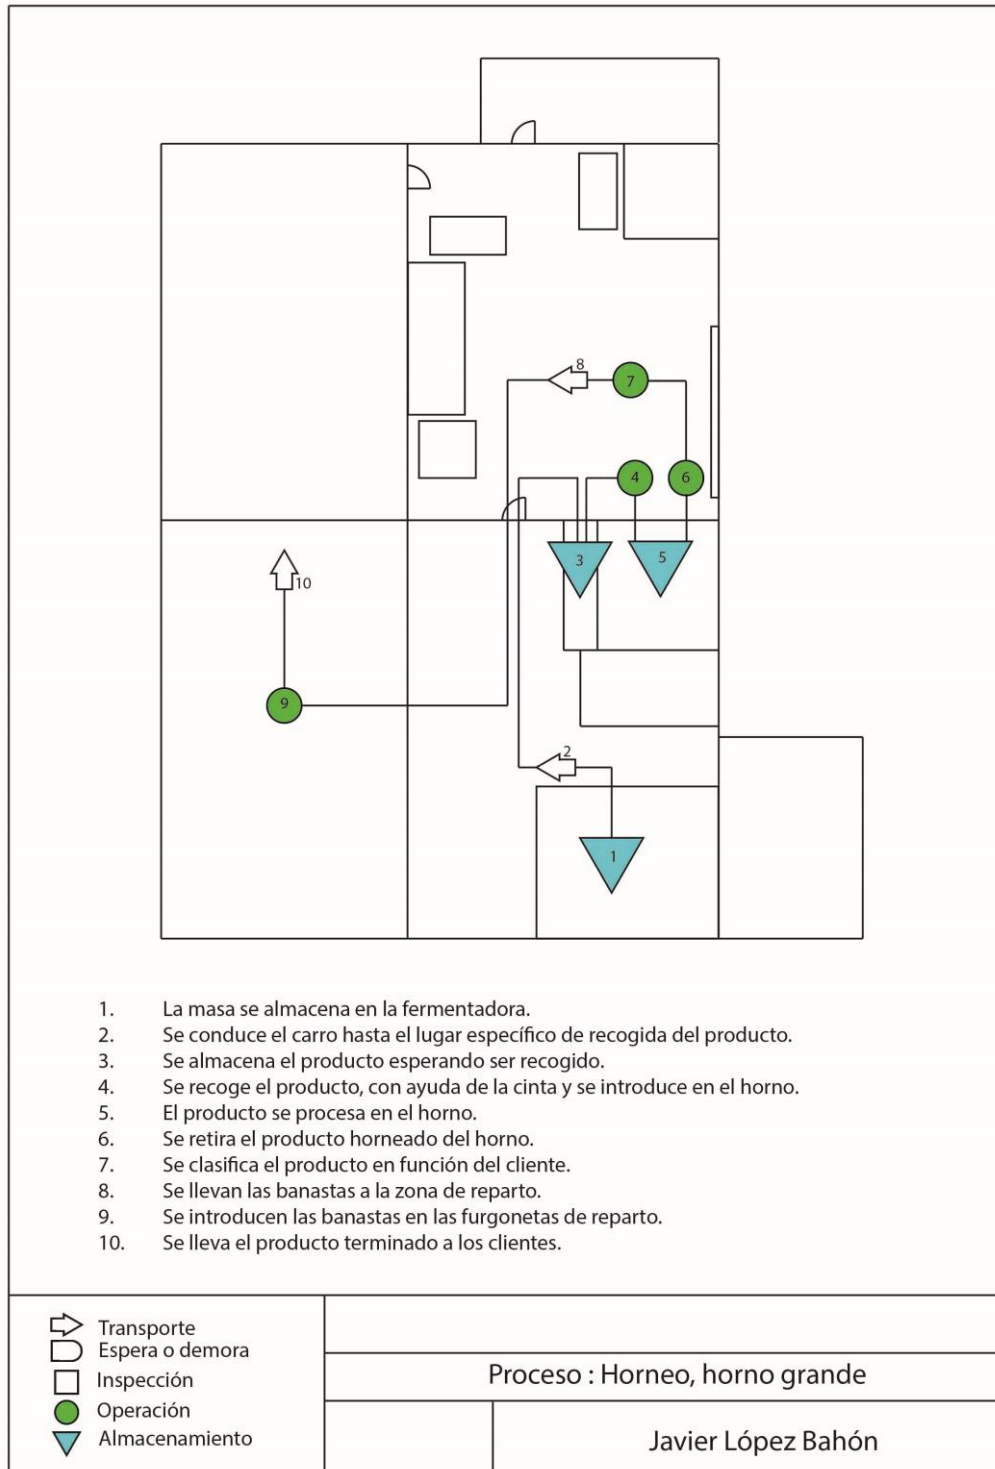 8
7
4
6
3
5
10
9
2
1
1. La masa se almacena en la fermentadora.
2. Se conduce el carro hasta el lugar específico de recogida del producto.
3. Se almacena el producto esperando ser recogido.
4. Se recoge el producto, con ayuda de la cinta y se introduce en el horno.
5. El producto se procesa en el horno.
6. Se retira el producto horneado del horno.
7. Se clasifica el producto en función del cliente.
8. Se llevan las banastas a la zona de reparto.
9. Se introducen las banastas en las furgonetas de reparto.
10. Se lleva el producto terminado a los clientes.
Transporte
Espera o demora
Inspección
Operación
Almacenamiento
Proceso : Horneo, horno grande
Javier López Bahón